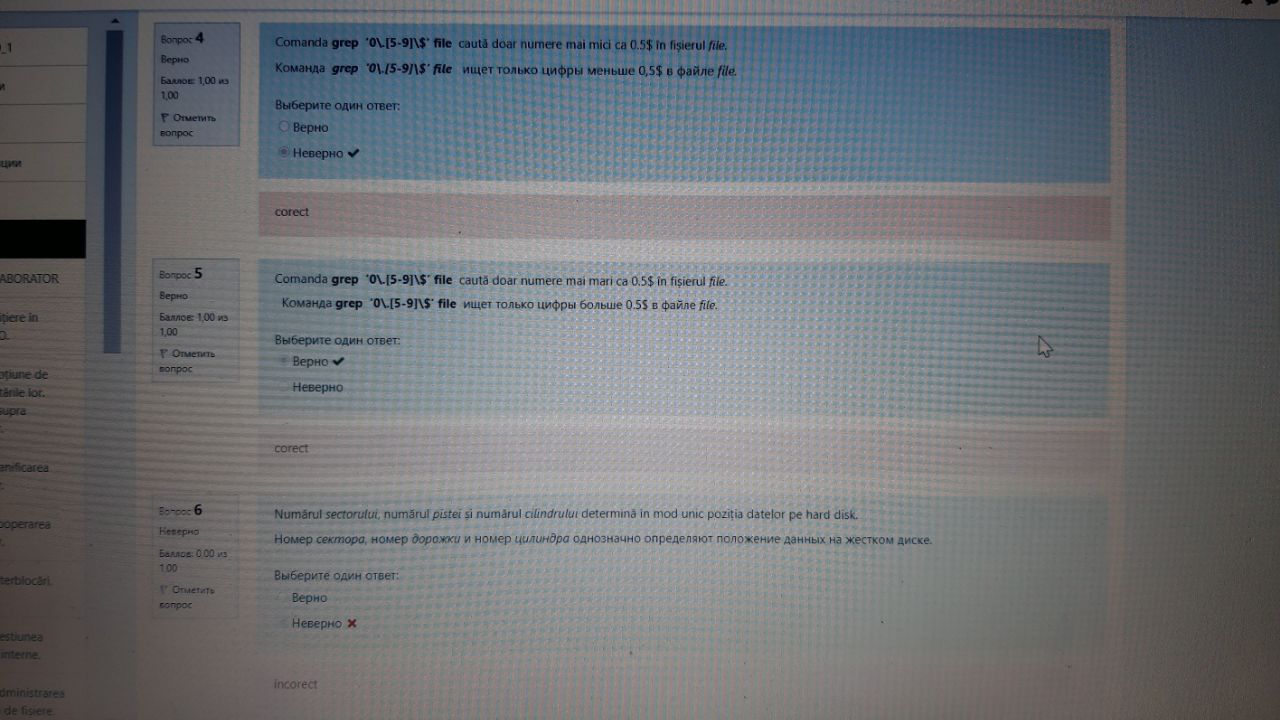 _1
и
ции
ABORATOR
țiere în
O.
oțiune de
tările lor.
supra
anificarea
ooperarea
terblocări.
estiunea
interne.
dministrarea
de fișiere
Вопрос 4
Верно
Баллов: 1,00 из
1,00
Отметить
вопрос
Comanda grep '0\.[5-9]\$' file caută doar numere mai mici ca 0.5$ în fișierul file.
Команда grep '0\.[5-9]\$' file ищет только цифры меньше 0,5$ в файле file.
Выберите один ответ:
Верно
Неверно ✔
corect
Вопрос 5
Верно
Баллов: 1,00 из
1,00
Отметить
вопрос
Comanda grep '0\.[5-9]\$' file caută doar numere mai mari ca 0.5$ în fișierul file.
Команда grep '0\.[5-9]\$' file ищет только цифры больше 0.5$ в файле file.
Выберите один ответ:
Верно ✔
Неверно
corect
Вопрос 6
Неверно
Баллов: 0,00 из
1,00
Отметить
вопрос
Numărul sectorului, numărul pistei și numărul cilindrului determină în mod unic poziția datelor pe hard disk.
Номер сектора, номер дорожки и номер цилиндра однозначно определяют положение данных на жестком диске.
Выберите один ответ:
Верно
Неверно ✖
incorect